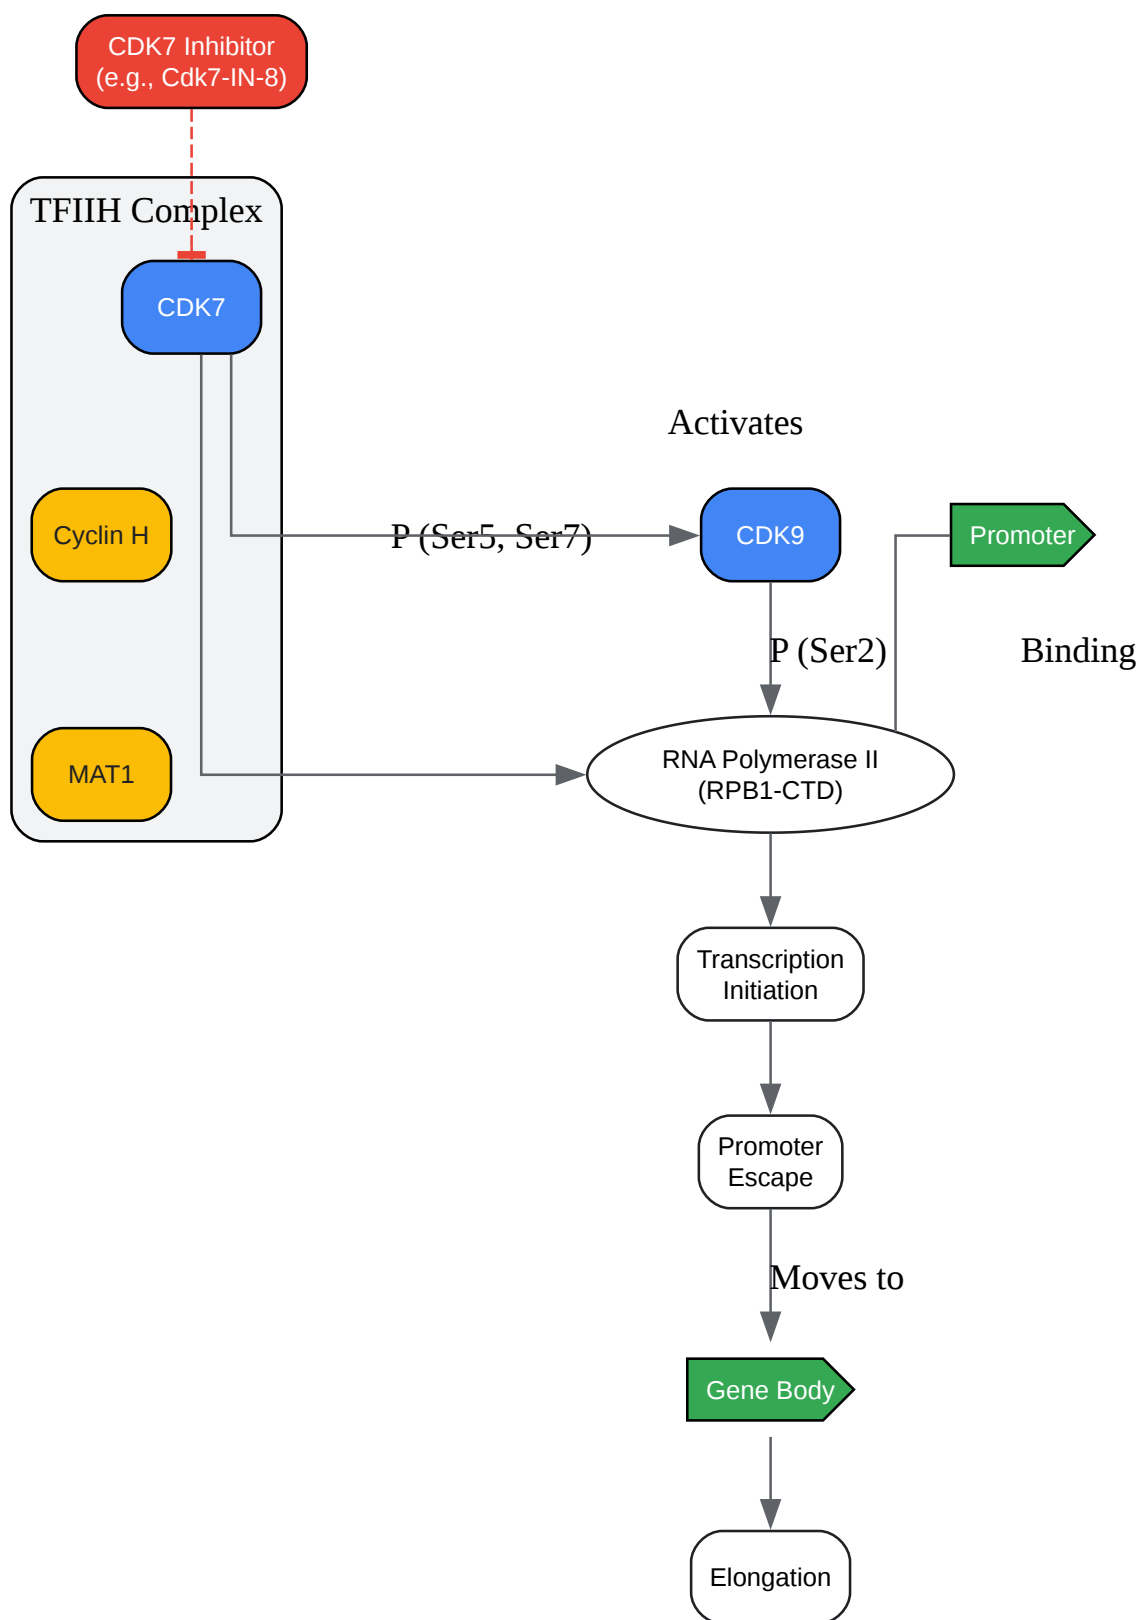 CDK7 Inhibitor
(e.g., Cdk7-IN-8)
TFIIH Complex
CDK7
Activates
Cyclin H
P (Ser5, Ser7)
CDK9
Promoter
P (Ser2)
Binding
MAT1
RNA Polymerase II
(RPB1-CTD)
Transcription
Initiation
Promoter
Escape
Moves to
Gene Body
Elongation